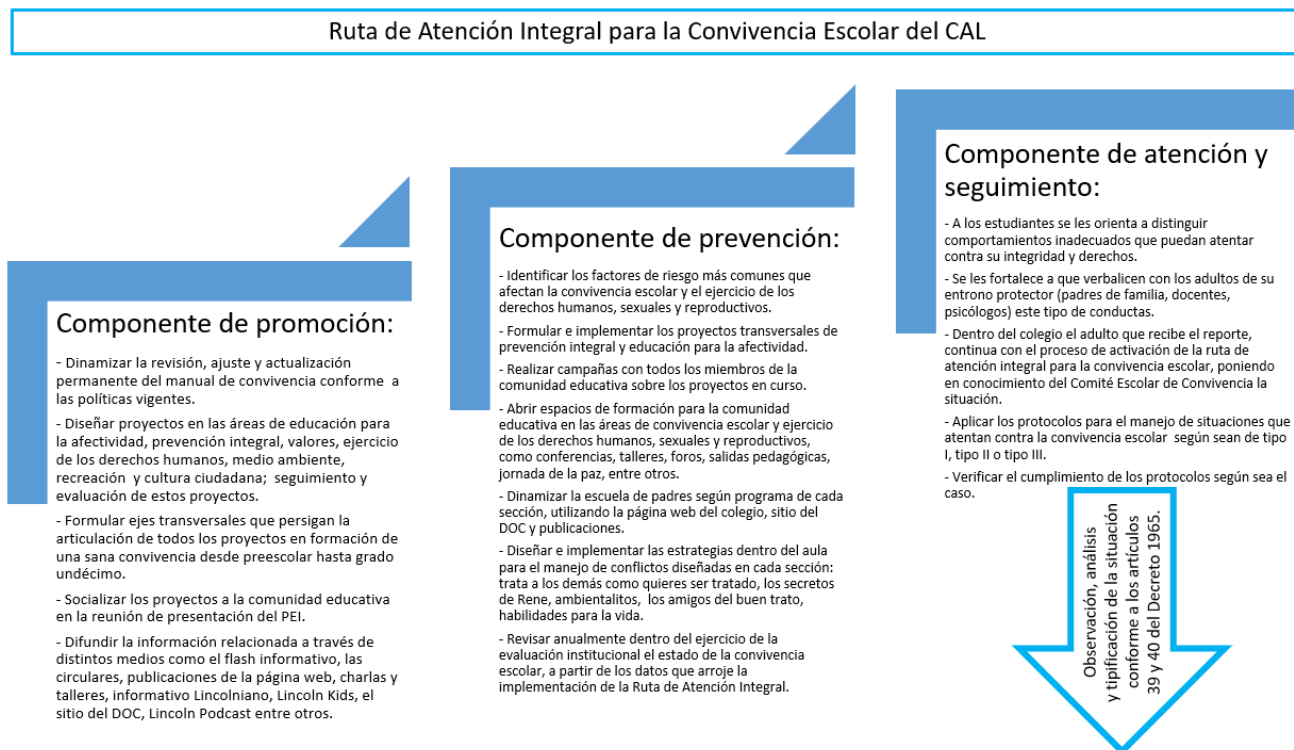 Ruta de Atención Integral para la Convivencia Escolar del CAL
Componente de promoción:
- Dinamizar la revisión, ajuste y actualización
permanente del manual de convivencia conforme a
las políticas vigentes.
- Diseñar proyectos en las áreas de educación para
la afectividad, prevención integral, valores, ejercicio
de los derechos humanos, medio ambiente,
recreación y cultura ciudadana; seguimiento y
evaluación de estos proyectos.
- Formular ejes transversales que persigan la
articulación de todos los proyectos en formación de
una sana convivencia desde preescolar hasta grado
undécimo.
- Socializar los proyectos a la comunidad educativa
en la reunión de presentación del PEI.
- Difundir la información relacionada a través de
distintos medios como el flash informativo, las
circulares, publicaciones de la página web, charlas y
talleres, informativo Lincolniano, Lincoln Kids, el
sitio del DOC, Lincoln Podcast entre otros.
Componente de prevención:
- Identificar los factores de riesgo más comunes que
afectan la convivencia escolar y el ejercicio de los
derechos humanos, sexuales y reproductivos.
- Formular e implementar los proyectos transversales de
prevención integral y educación para la afectividad.
- Realizar campañas con todos los miembros de la
comunidad educativa sobre los proyectos en curso.
- Abrir espacios de formación para la comunidad
educativa en las áreas de convivencia escolar y ejercicio
de los derechos humanos, sexuales y reproductivos,
como conferencias, talleres, foros, salidas pedagógicas,
jornada de la paz, entre otros.
- Dinamizar la escuela de padres según programa de cada
sección, utilizando la página web del colegio, sitio del
DOC y publicaciones.
- Diseñar e implementar las estrategias dentro del aula
para el manejo de conflictos diseñadas en cada sección:
trata a los demás como quieres ser tratado, los secretos
de Rene, ambientalitos, los amigos del buen trato,
habilidades para la vida.
- Revisar anualmente dentro del ejercicio de la
evaluación institucional el estado de la convivencia
escolar, a partir de los datos que arroje la
implementación de la Ruta de Atención Integral.
Componente de atención y
seguimiento:
- A los estudiantes se les orienta a distinguir
comportamientos inadecuados que puedan atentar
contra su integridad y derechos.
- Se les fortalece a que verbalicen con los adultos de su
entrono protector (padres de familia, docentes,
psicólogos) este tipo de conductas.
- Dentro del colegio el adulto que recibe el reporte,
continua con el proceso de activación de la ruta de
atención integral para la convivencia escolar, poniendo
en conocimiento del Comité Escolar de Convivencia la
situación.
- Aplicar los protocolos para el manejo de situaciones que
atentan contra la convivencia escolar según sean de tipo
I, tipo II o tipo III.
- Verificar el cumplimiento de los protocolos según sea el
caso.
Observación, análisis
y tipificación de la situación
conforme a los artículos
39 y 40 del Decreto 1965.